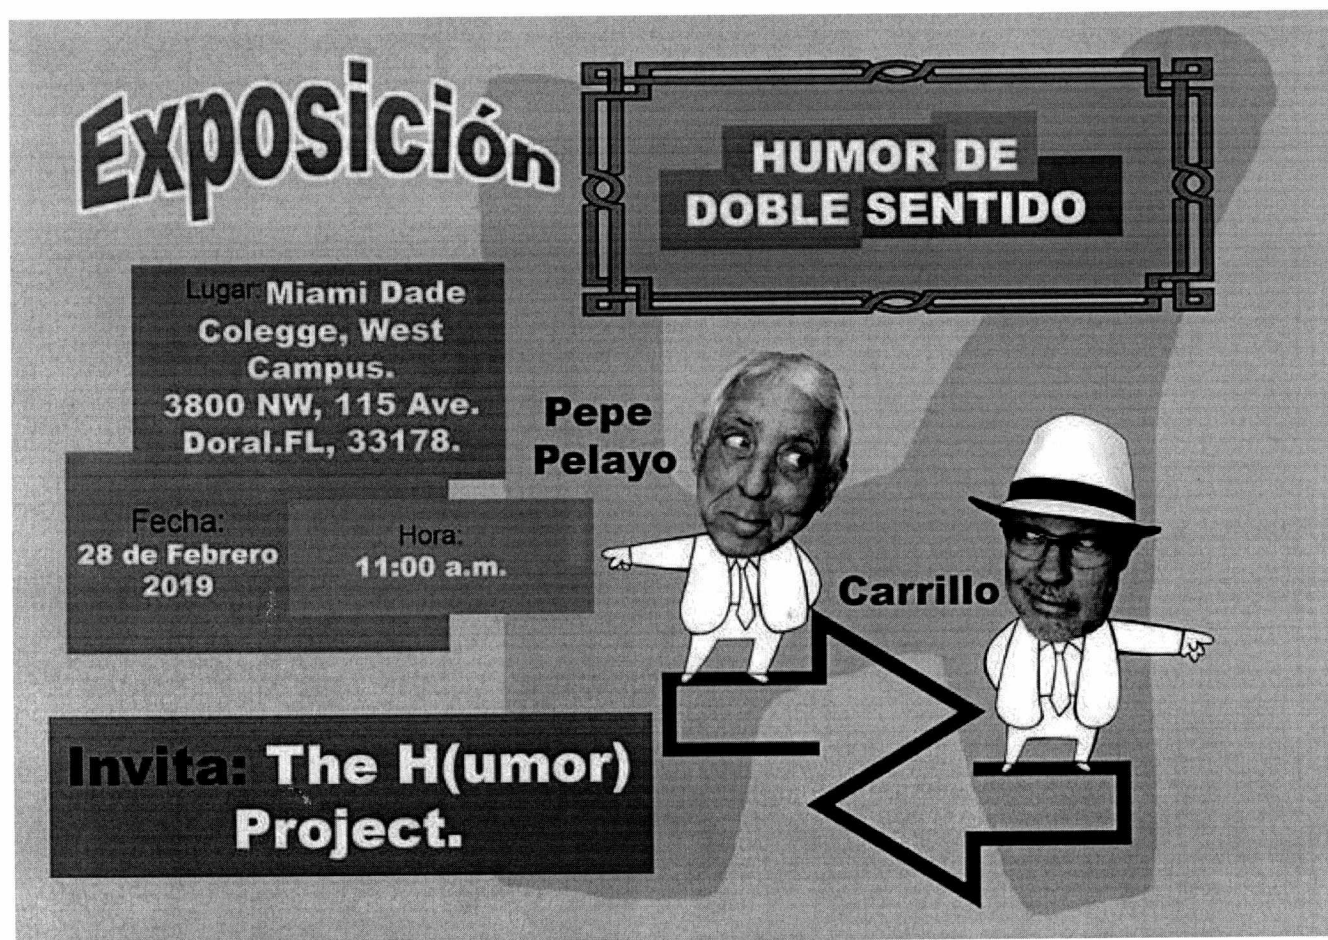 Exposición
HUMOR DE
DOBLE SENTIDO
Lugar: Miami Dade
Colegge, West
Campus.
3800 NW, 115 Ave.
Doral.FL, 33178.
Fecha:
28 de Febrero
2019
Hora:
11:00 a.m.
Pepe
Pelayo
Carrillo
Invita: The H(umor)
Project.